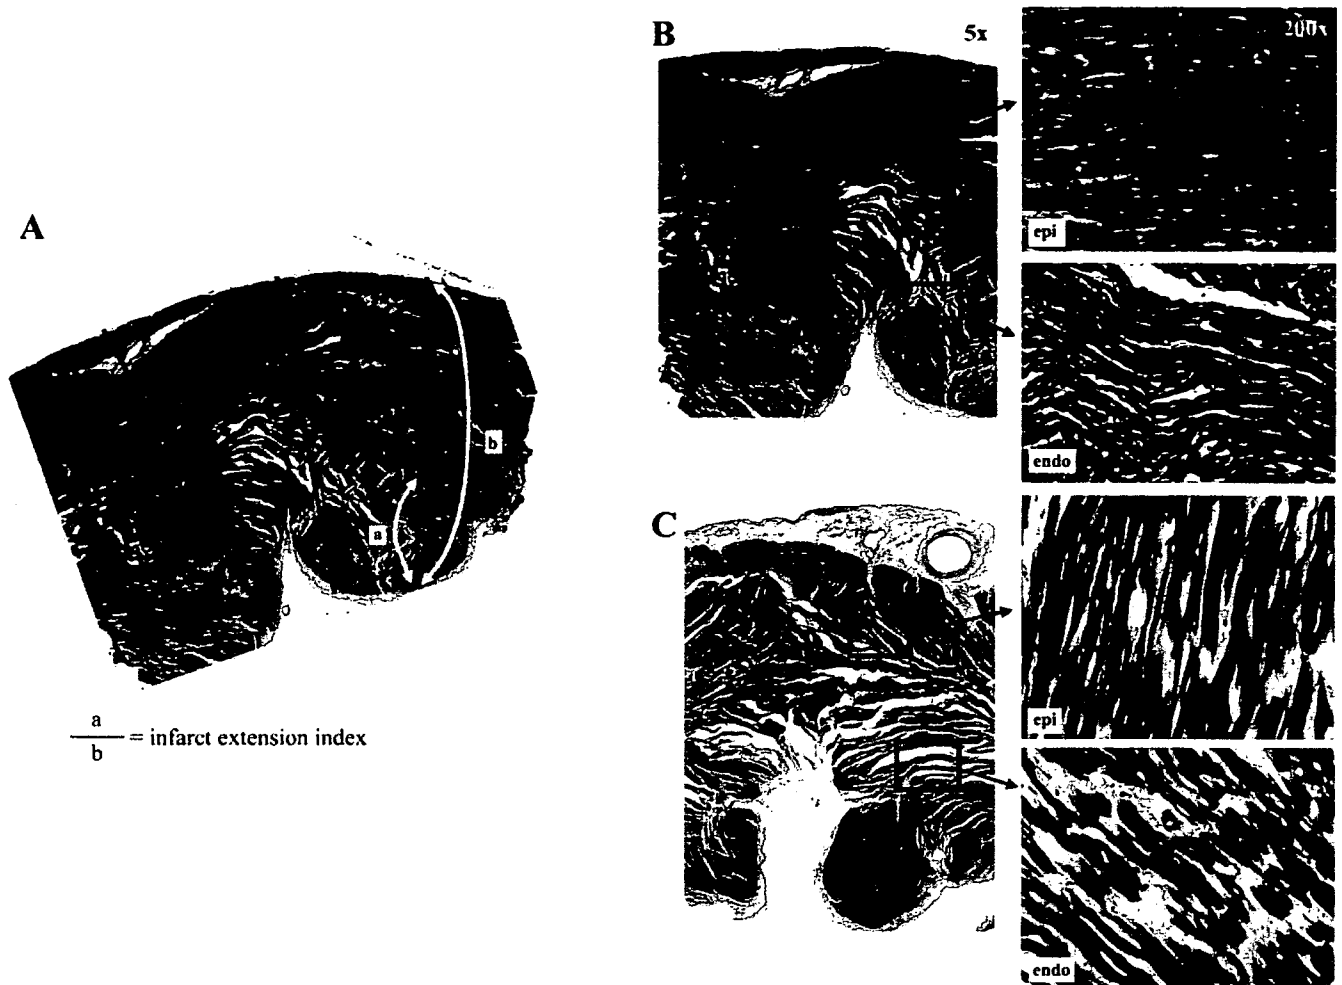 A
b
a
a
b
= infarct extension index
B
5x
200x
epi
endo
C
epi
endo